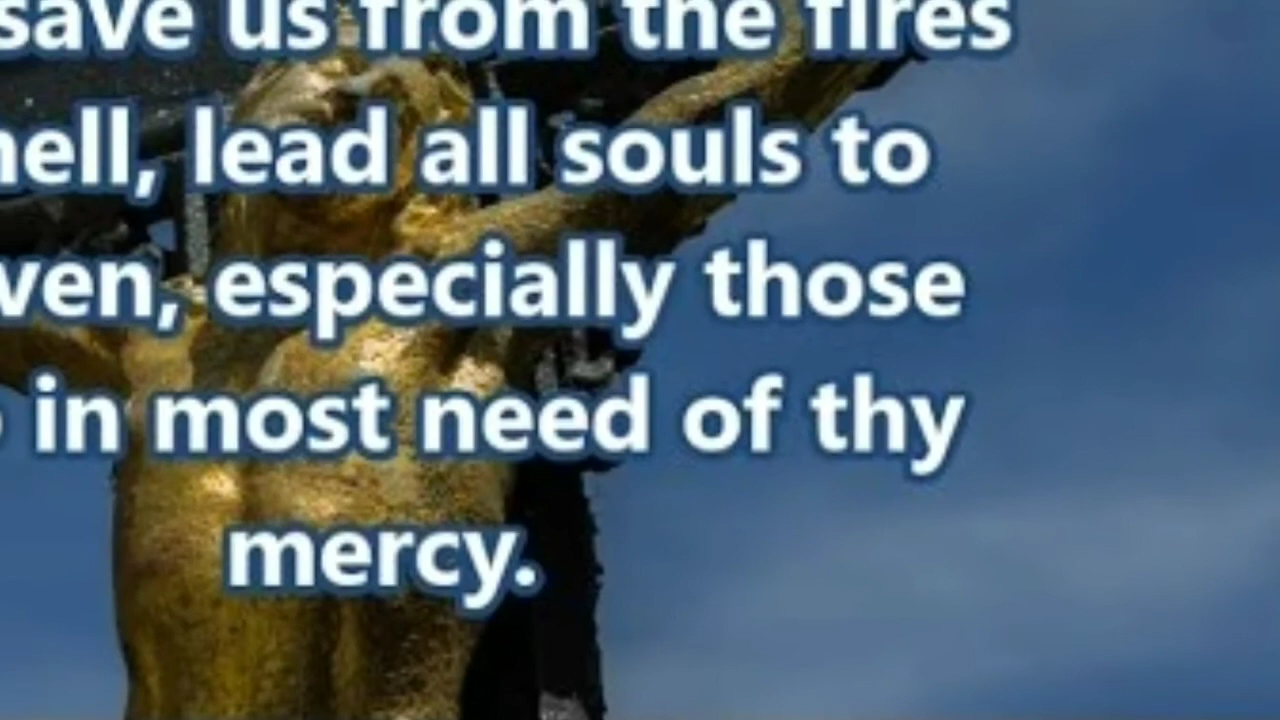 save us from the fires
hell, lead all souls to
ven, especially those
in most need of thy
mercy.